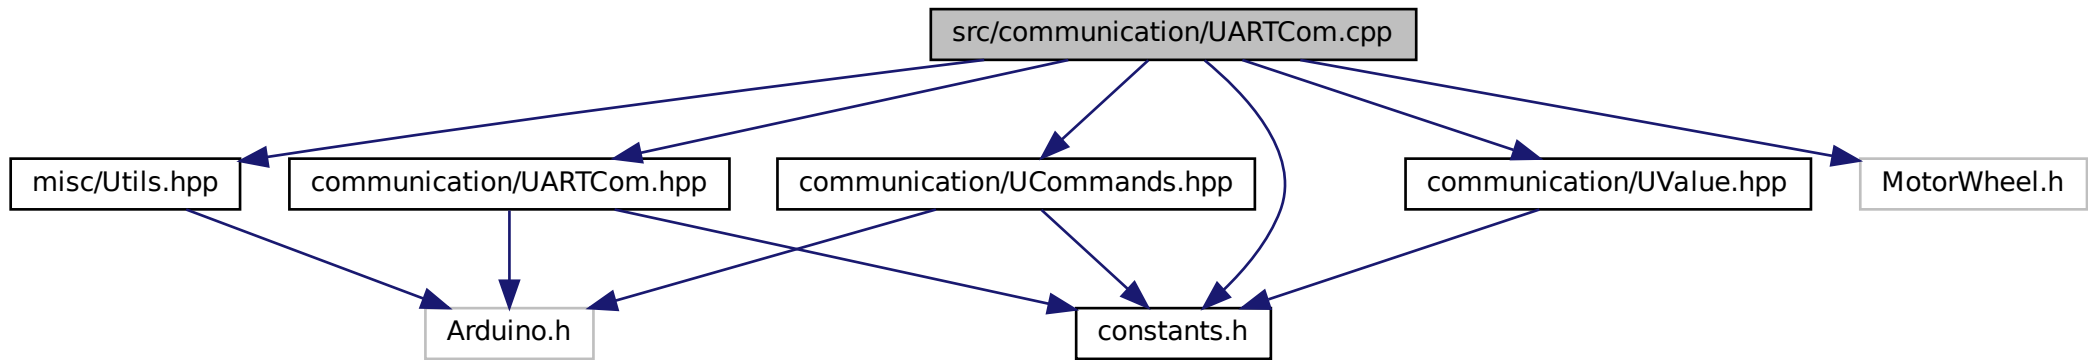 src/communication/UARTCom.cpp
misc/Utils.hpp
communication/UARTCom.hpp
communication/UCommands.hpp
communication/UValue.hpp
MotorWheel.h
Arduino.h
constants.h